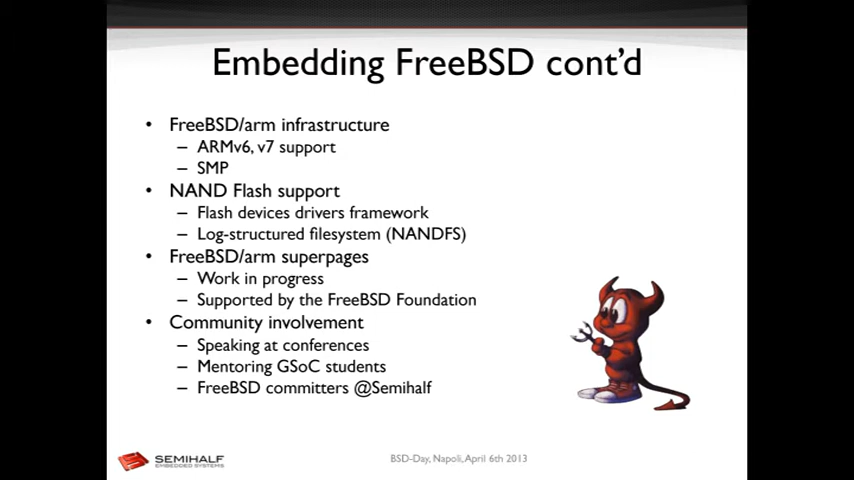 Embedding FreeBSD cont'd
• FreeBSD/arm infrastructure
– ARMv6, v7 support
– SMP
• NAND Flash support
– Flash devices drivers framework
– Log-structured filesystem (NANDFS)
• FreeBSD/arm superpages
– Work in progress
– Supported by the FreeBSD Foundation
• Community involvement
– Speaking at conferences
– Mentoring GSoC students
– FreeBSD committers @Semihalf
SEMIHALF
EMBEDDED SYSTEMS
BSD-Day, Napoli, April 6th 2013